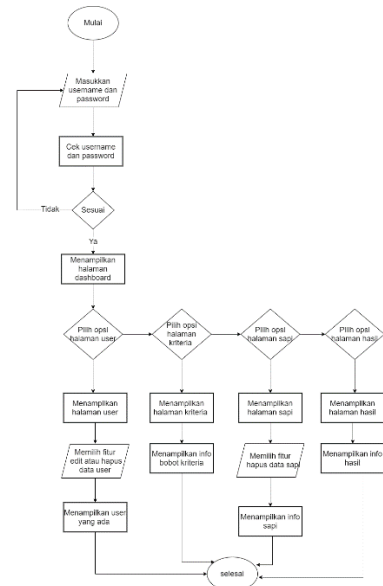 Mulai
Masukkan
username dan
password
Cek username
dan password
Tidak
Sesuai
Ya
Menampilkan
halaman
dashboard
Pilih opsi
halaman user
Pilih opsi
halaman
kriteria
Pilih opsi
halaman sapi
Pilih opsi
halaman hasil
Menampilkan
halaman user
Menampilkan
halaman kriteria
Menampilkan
halaman sapi
Menampilkan
halaman hasil
Memilih fitur
edit atau hapus
data user
Menampilkan info
bobot kriteria
Memilih fitur
hapus data sapi
Menampilkan info
hasil
Menampilkan user
yang ada
Menampilkan info
sapi
selesai